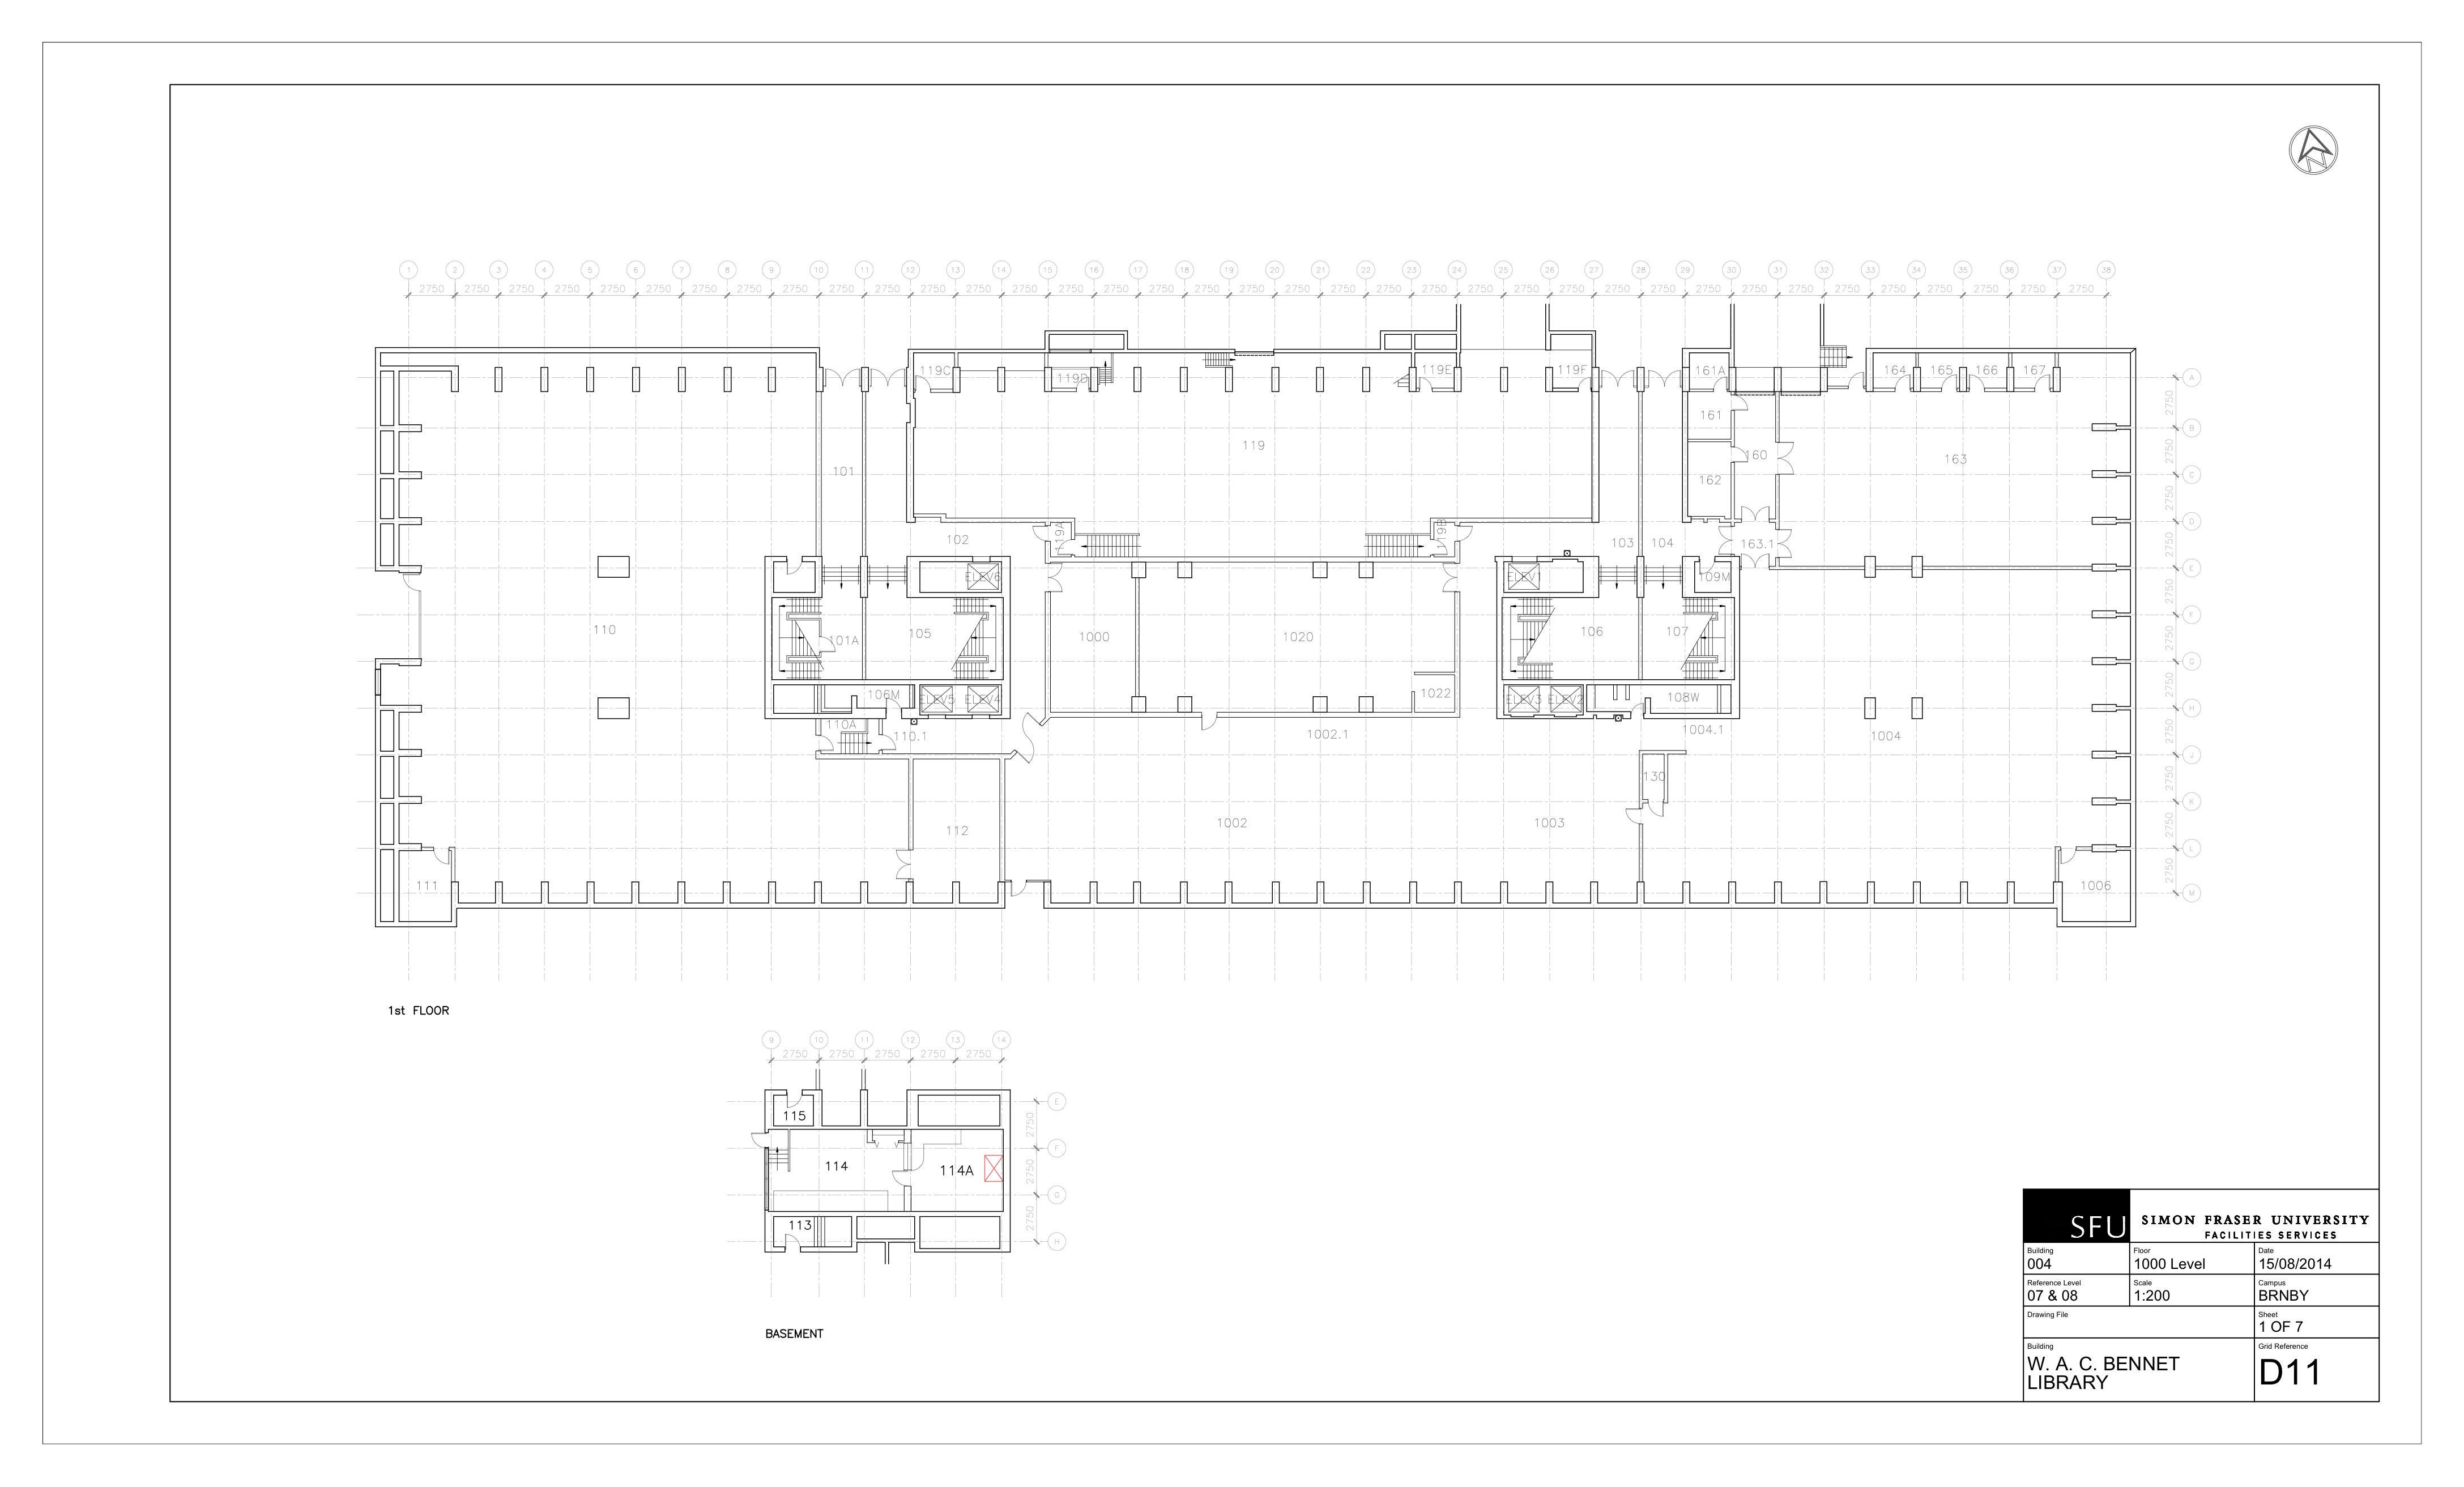 1 2 3 4 5 6 7 8 9 10 11 12 13 14 15 16 17 18 19 20 21 22 23 24 25 26 27 28 29 30 31 32 33 34 35 36 37 38
2750 2750 2750 2750 2750 2750 2750 2750 2750 2750 2750 2750 2750 2750 2750 2750 2750 2750 2750 2750 2750 2750 2750 2750 2750 2750 2750 2750 2750 2750 2750 2750 2750 2750 2750 2750 2750
119C 119D 119E 119F 161A 164 165 166 167 A
2750
161
B
119
101 160 163 2750
162 C
2750
D
119A 119B
102 103 104 163.1 2750
E
ELEV6 ELEV1 109M
2750
F
110 101A 105 1000 1020 106 107 2750
G
106M ELEV5 ELEV4 1022 ELEV3 ELEV2 108W 2750
H
110A 110.1 1002.1 1004.1 1004 2750
J
130 2750
K
112 1002 1003 2750
L
111 1006 2750
M
1st FLOOR
9 10 11 12 13 14
2750 2750 2750 2750 2750
E
115 2750
F
114 114A 2750
G
113 2750
H
BASEMENT
SFU SIMON FRASER UNIVERSITY
FACILITIES SERVICES
Building Floor Date
004 1000 Level 15/08/2014
Reference Level Scale Campus
07 & 08 1:200 BRNBY
Drawing File Sheet
1 OF 7
Building Grid Reference
W. A. C. BENNET
LIBRARY
D11